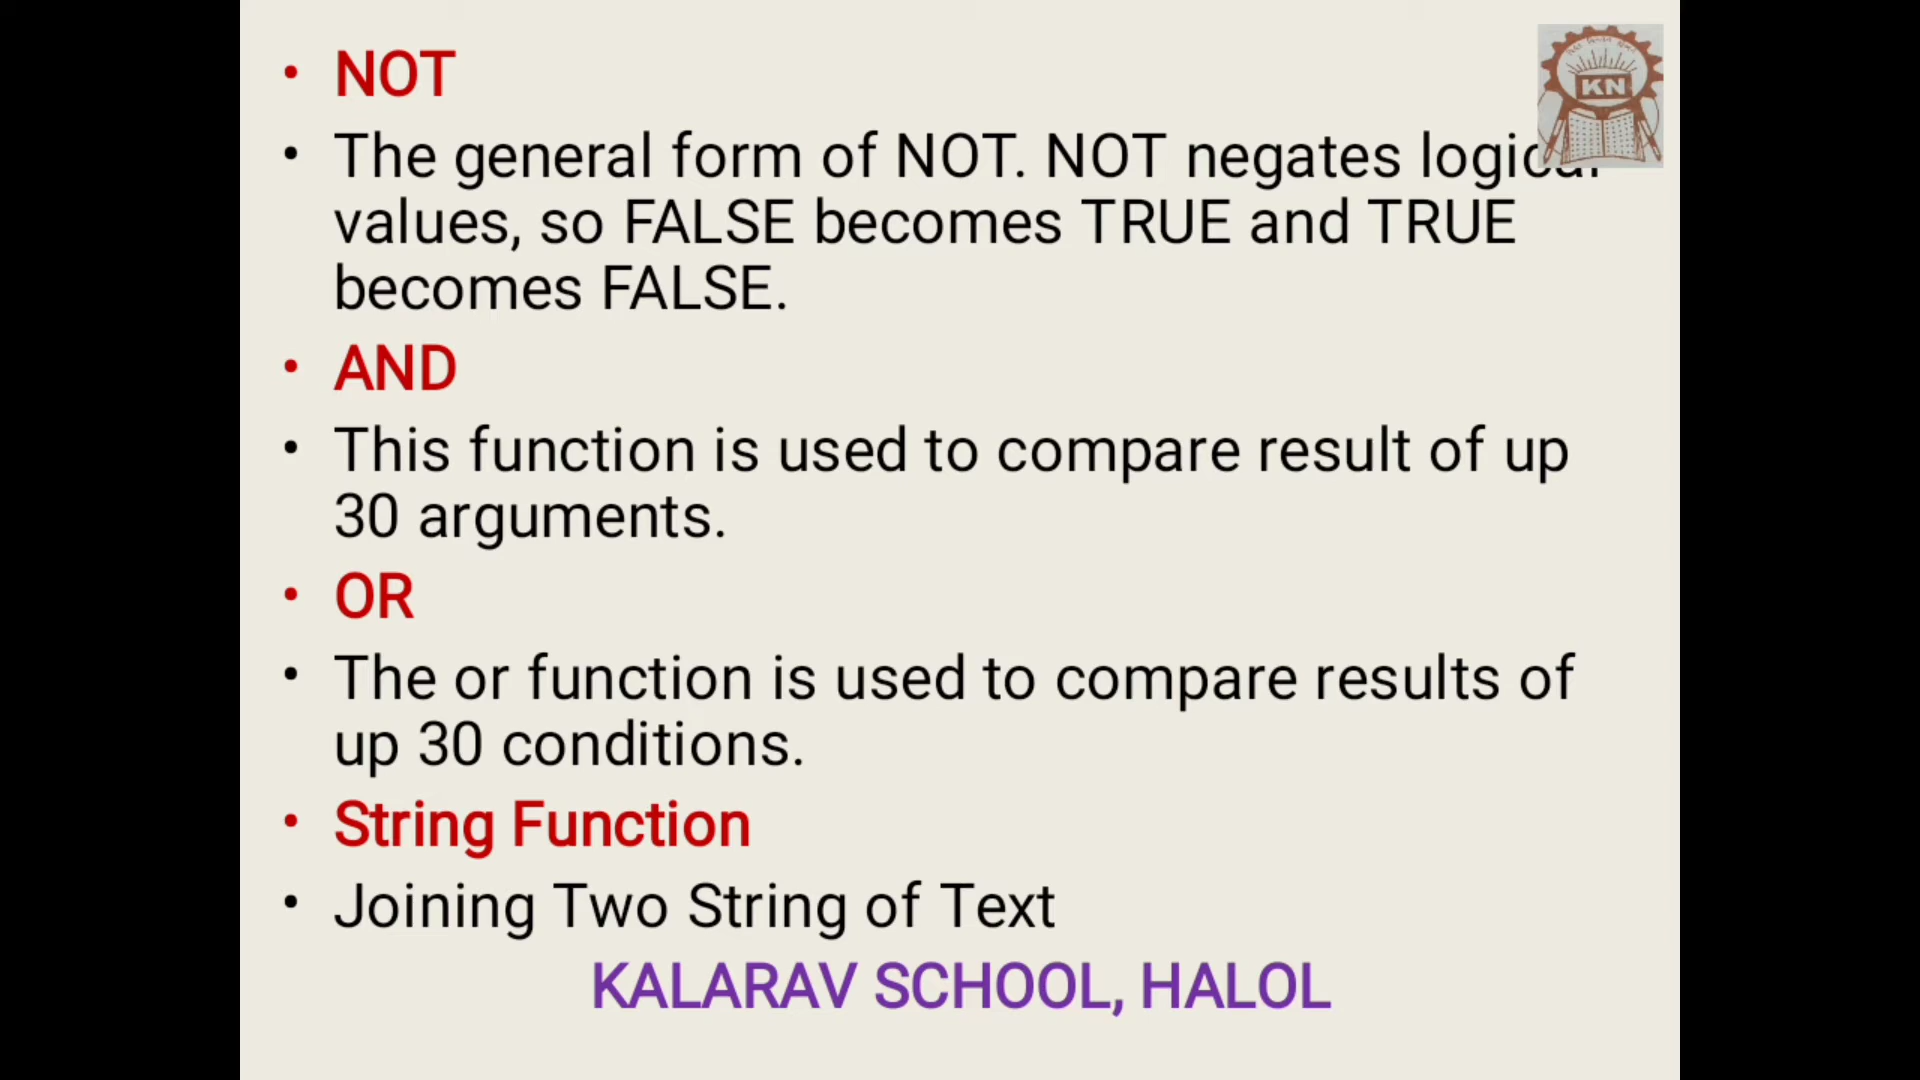 • NOT
• The general form of NOT. NOT negates logical
values, so FALSE becomes TRUE and TRUE
becomes FALSE.
• AND
• This function is used to compare result of up
30 arguments.
• OR
• The or function is used to compare results of
up 30 conditions.
• String Function
• Joining Two String of Text
KALARAV SCHOOL, HALOL
KN